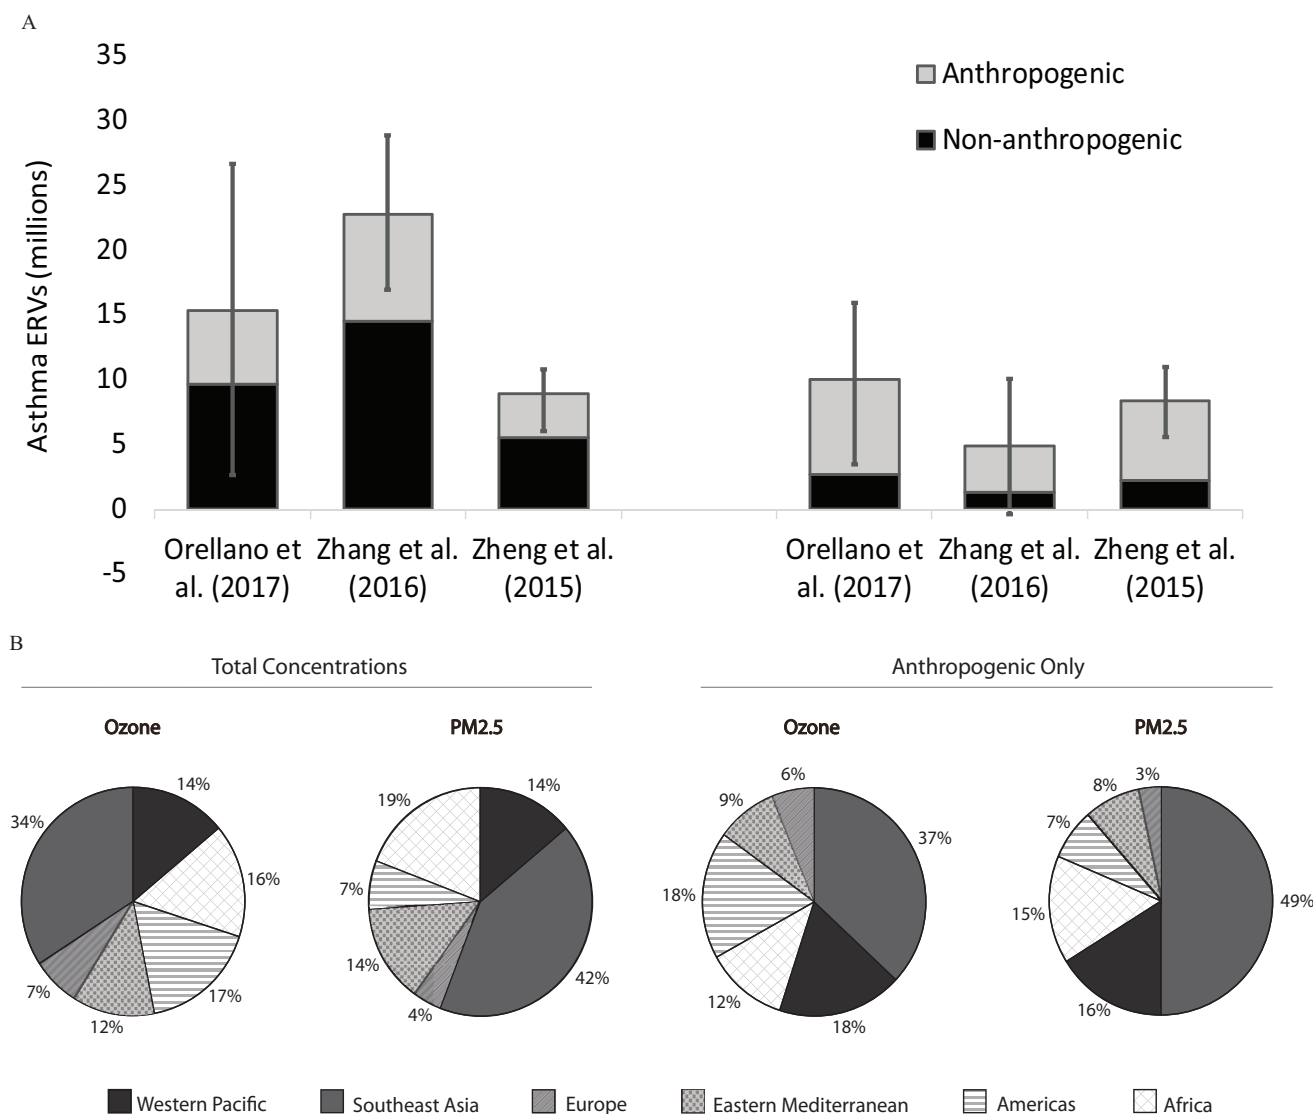 A
35
30
25
20
15
10
5
0
-5
Asthma ERVs (millions)
Anthropogenic
Non-anthropogenic
Orellano et
al. (2017)
Zhang et al.
(2016)
Zheng et al.
(2015)
Orellano et
al. (2017)
Zhang et al.
(2016)
Zheng et al.
(2015)
B
Total Concentrations
Anthropogenic Only
Ozone
14%
16%
17%
12%
7%
34%
PM2.5
14%
42%
4%
14%
7%
19%
Ozone
37%
18%
12%
18%
9%
6%
PM2.5
49%
16%
15%
7%
8%
3%
Western Pacific
Southeast Asia
Europe
Eastern Mediterranean
Americas
Africa